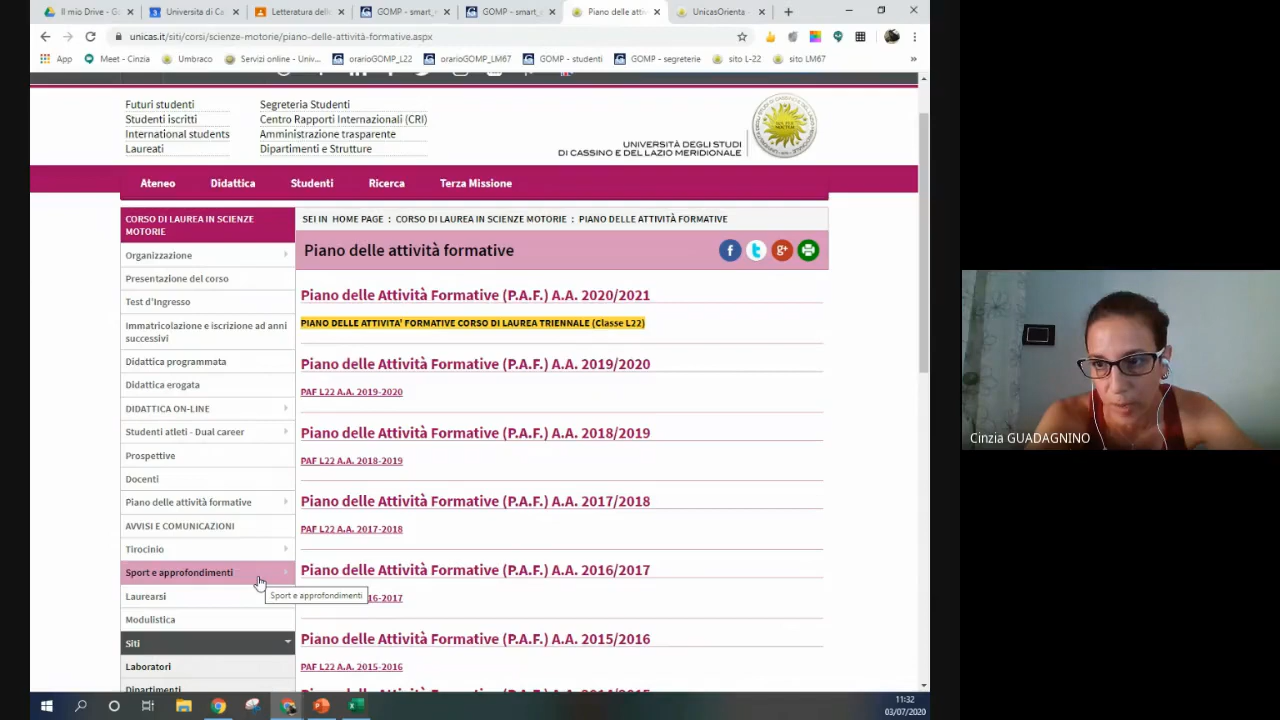 Il mio Drive - G
Università di Ca
Letteratura dell
GOMP - smart_
GOMP - smart_
Piano delle atti
UnicasOrienta -
unicas.it/siti/corsi/scienze-motorie/piano-delle-attività-formative.aspx
App
Meet - Cinzia
Umbraco
Servizi online - Univ...
orarioGOMP_L22
orarioGOMP_LM67
GOMP - studenti
GOMP - segreterie
sito L-22
sito LM67
Futuri studenti
Studenti iscritti
International students
Laureati
Segreteria Studenti
Centro Rapporti Internazionali (CRI)
Amministrazione trasparente
Dipartimenti e Strutture
UNIVERSITÀ DEGLI STUDI
DI CASSINO E DEL LAZIO MERIDIONALE
Ateneo
Didattica
Studenti
Ricerca
Terza Missione
CORSO DI LAUREA IN SCIENZE
MOTORIE
Organizzazione
Presentazione del corso
Test d'Ingresso
Immatricolazione e iscrizione ad anni
successivi
Didattica programmata
Didattica erogata
DIDATTICA ON-LINE
Studenti atleti - Dual career
Prospettive
Docenti
Piano delle attività formative
AVVISI E COMUNICAZIONI
Tirocinio
Sport e approfondimenti
Laurearsi
Modulistica
Siti
Laboratori
Dipartimenti
SEI IN HOME PAGE : CORSO DI LAUREA IN SCIENZE MOTORIE : PIANO DELLE ATTIVITÀ FORMATIVE
Piano delle attività formative
Piano delle Attività Formative (P.A.F.) A.A. 2020/2021
PIANO DELLE ATTIVITA' FORMATIVE CORSO DI LAUREA TRIENNALE (Classe L22)
Piano delle Attività Formative (P.A.F.) A.A. 2019/2020
PAF L22 A.A. 2019-2020
Piano delle Attività Formative (P.A.F.) A.A. 2018/2019
PAF L22 A.A. 2018-2019
Piano delle Attività Formative (P.A.F.) A.A. 2017/2018
PAF L22 A.A. 2017-2018
Piano delle Attività Formative (P.A.F.) A.A. 2016/2017
Sport e approfondimenti
16-2017
Piano delle Attività Formative (P.A.F.) A.A. 2015/2016
PAF L22 A.A. 2015-2016
Piano delle Attività Formative (P.A.F.) A.A. 2014/2015
11:32
03/07/2020
Cinzia GUADAGNINO